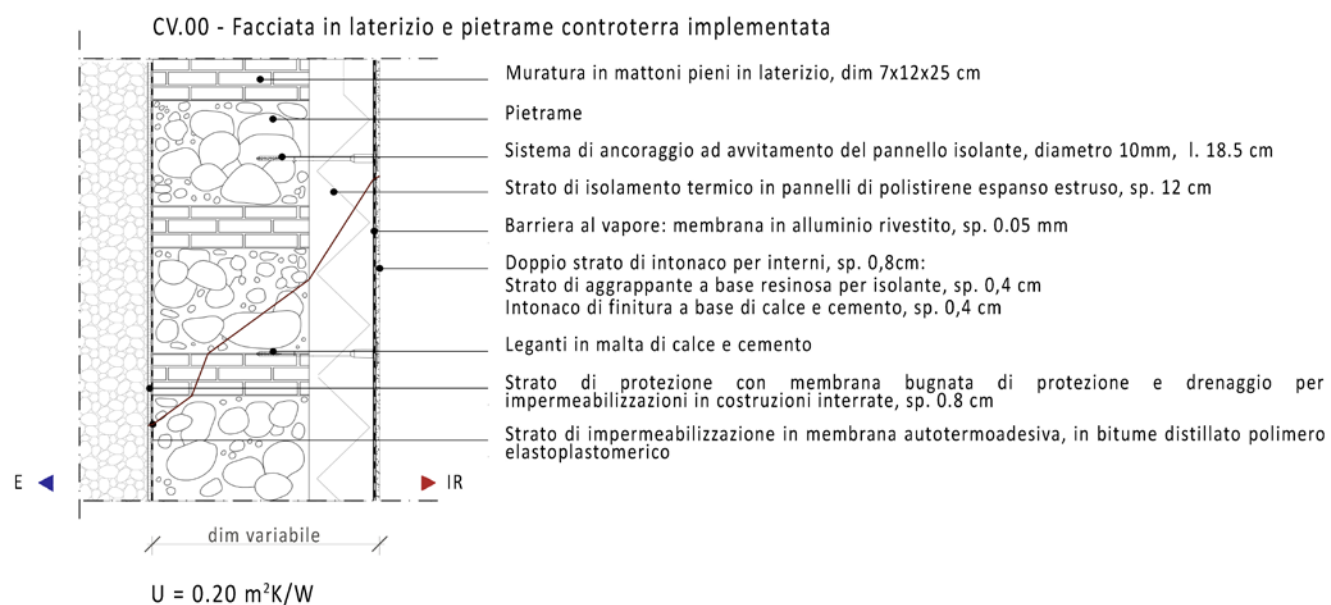 CV.00 - Facciata in laterizio e pietrame controterra implementata
Muratura in mattoni pieni in laterizio, dim 7x12x25 cm
Pietrame
Sistema di ancoraggio ad avvitamento del pannello isolante, diametro 10mm, l. 18.5 cm
Strato di isolamento termico in pannelli di polistirene espanso estruso, sp. 12 cm
Barriera al vapore: membrana in alluminio rivestito, sp. 0.05 mm
Doppio strato di intonaco per interni, sp. 0,8cm:
Strato di aggrappante a base resinosa per isolante, sp. 0,4 cm
Intonaco di finitura a base di calce e cemento, sp. 0,4 cm
Leganti in malta di calce e cemento
Strato di protezione con membrana bugnata di protezione e drenaggio per
impermeabilizzazioni in costruzioni interrate, sp. 0.8 cm
Strato di impermeabilizzazione in membrana autotermoadesiva, in bitume distillato polimero
elastoplastomerico
E
IR
dim variabile
U = 0.20 m²K/W